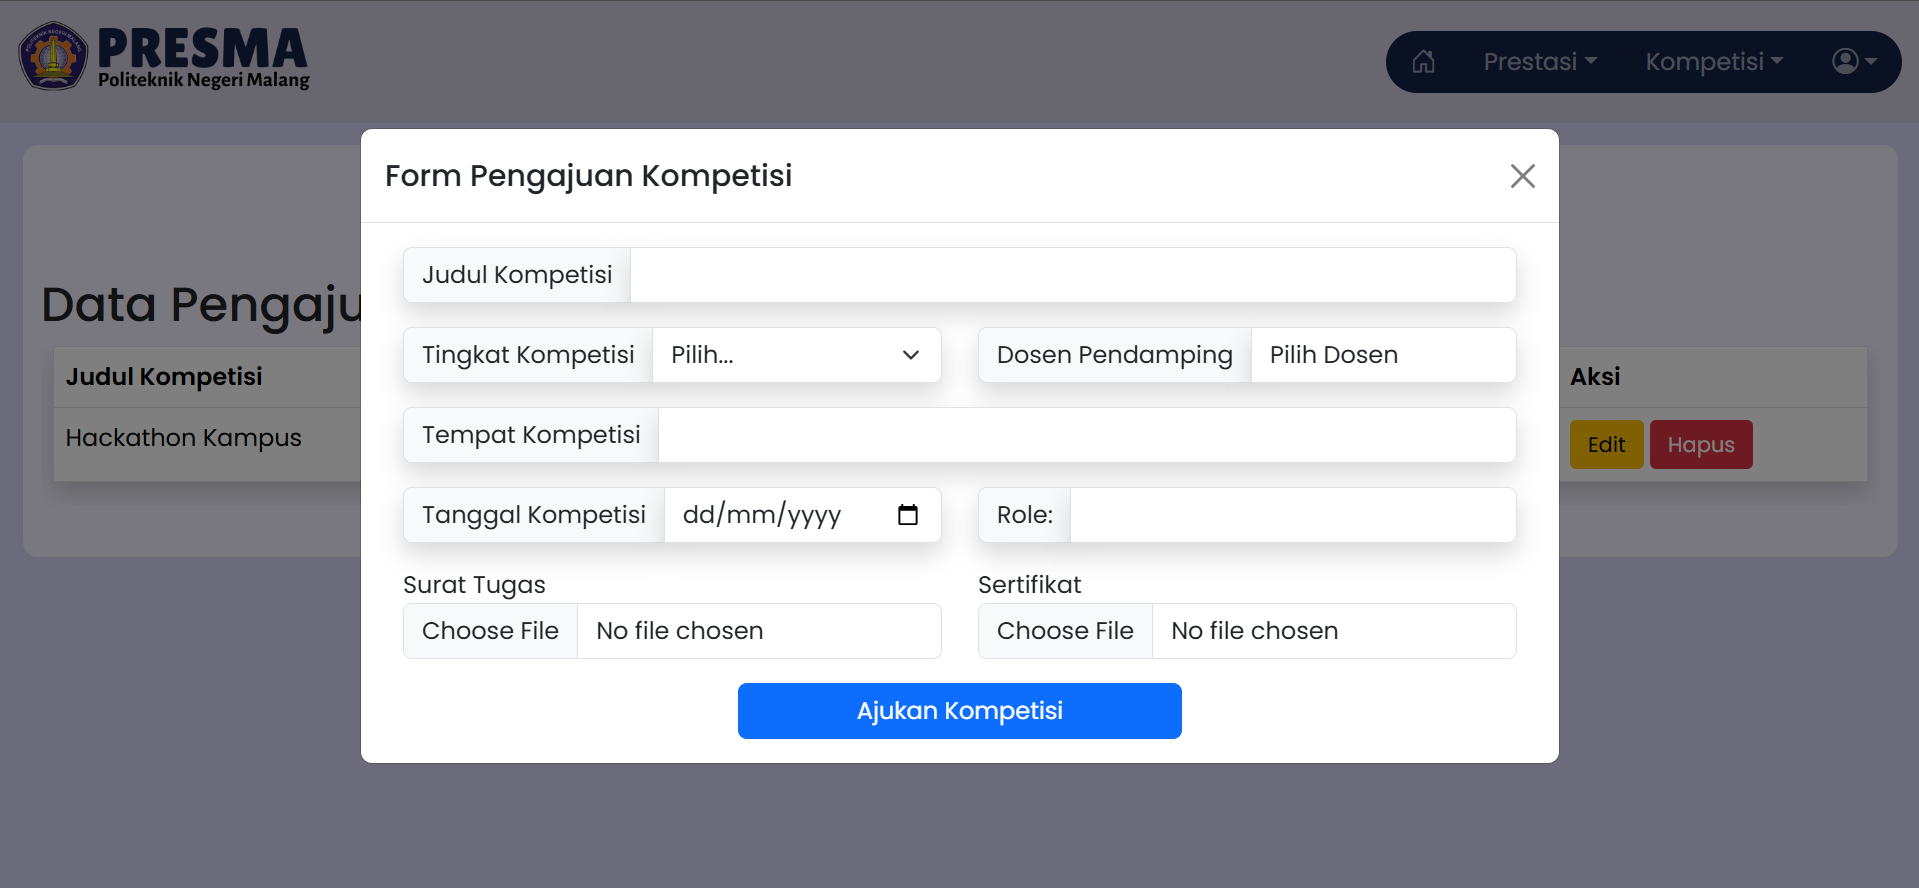 PRESMA
Politeknik Negeri Malang
Prestasi
Kompetisi
Form Pengajuan Kompetisi
Judul Kompetisi
Tingkat Kompetisi Pilih... Dosen Pendamping Pilih Dosen
Tempat Kompetisi
Tanggal Kompetisi dd/mm/yyyy Role:
Surat Tugas Sertifikat
Choose File No file chosen Choose File No file chosen
Ajukan Kompetisi
Data Pengaju
Judul Kompetisi Aksi
Hackathon Kampus Edit Hapus